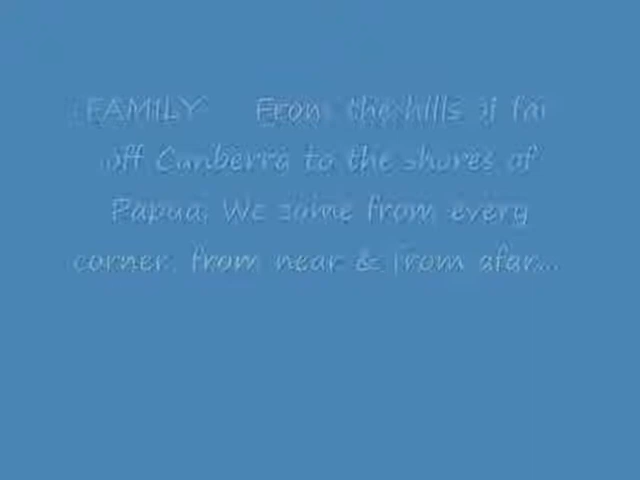 FAMILY From the hills of far
off Canberra to the shores of
Papua, We come from every
corner, from near & from afar...